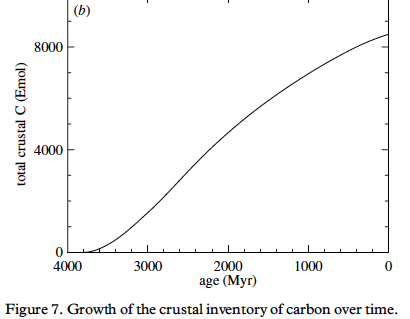 (b)
8000
4000
0
total crustal C (Emol)
4000 3000 2000 1000 0
age (Myr)
Figure 7. Growth of the crustal inventory of carbon over time.